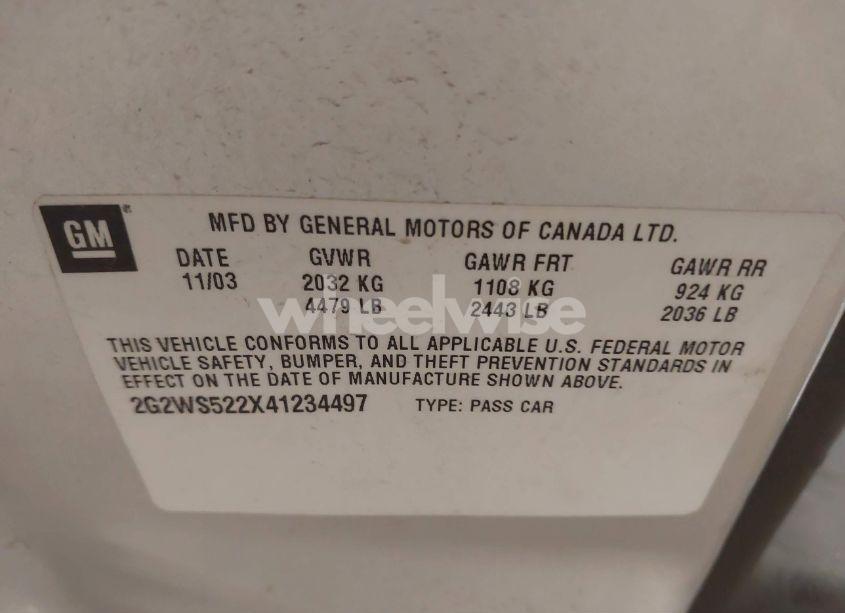 GM®
MFD BY GENERAL MOTORS OF CANADA LTD.
DATE GVWR GAWR FRT GAWR RR
11/03 2032 KG 1108 KG 924 KG
4479 LB 2443 LB 2036 LB
wheelwise
THIS VEHICLE CONFORMS TO ALL APPLICABLE U.S. FEDERAL MOTOR
VEHICLE SAFETY, BUMPER, AND THEFT PREVENTION STANDARDS IN
EFFECT ON THE DATE OF MANUFACTURE SHOWN ABOVE.
2G2WS522X41234497 TYPE: PASS CAR